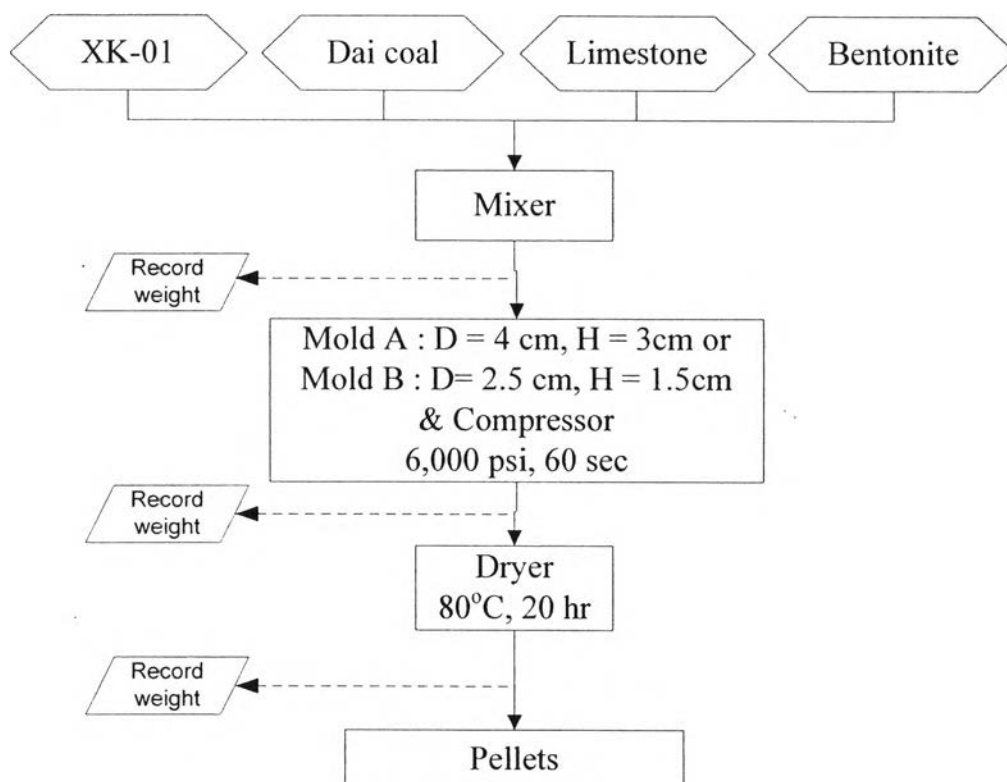 XK-01
Dai coal
Limestone
Bentonite
Mixer
Record
weight
Mold A : D = 4 cm, H = 3cm or
Mold B : D= 2.5 cm, H = 1.5cm
& Compressor
6,000 psi, 60 sec
Record
weight
Dryer
80°C, 20 hr
Record
weight
Pellets